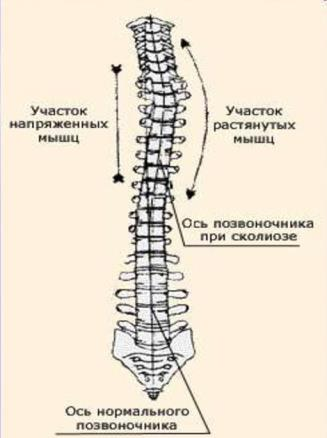 Участок
напряженных
мышц
Участок
растянутых
мышц
Ось позвоночника
при сколиозе
Ось нормального
позвоночника